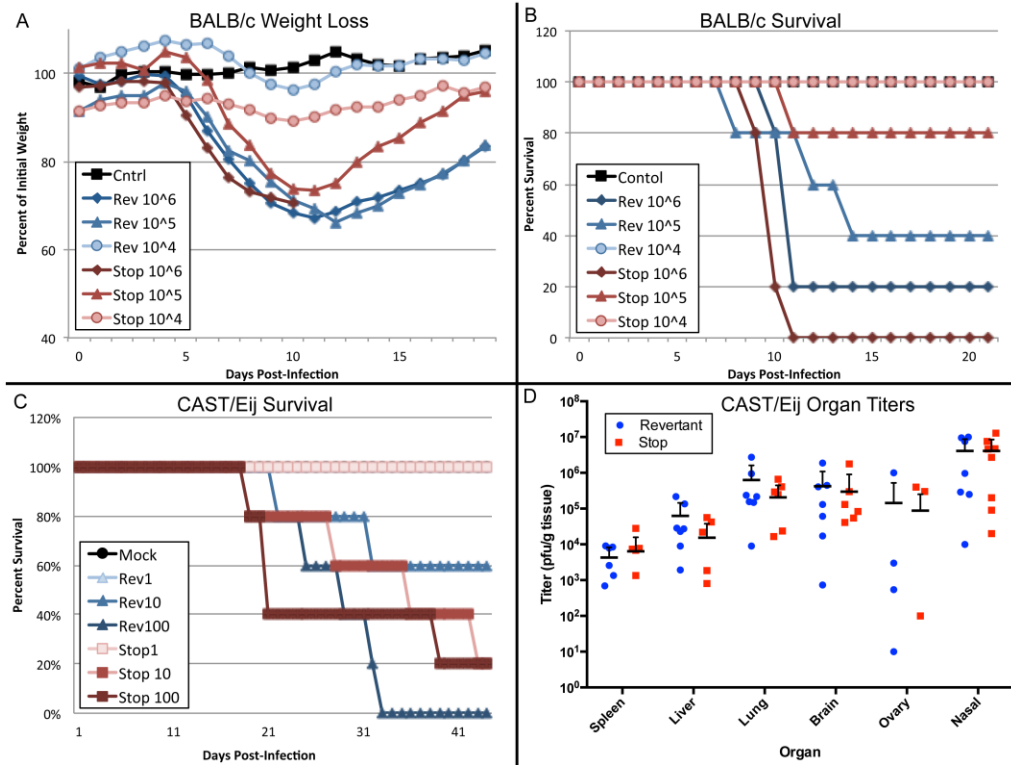 A
BALB/c Weight Loss
Percent of Initial Weight
100
80
60
40
Cntrl
Rev 10^6
Rev 10^5
Rev 10^4
Stop 10^6
Stop 10^5
Stop 10^4
0 5 10 15
Days Post-Infection
B
BALB/c Survival
Percent Survival
120
100
80
60
40
20
0
Contol
Rev 10^6
Rev 10^5
Rev 10^4
Stop 10^6
Stop 10^5
Stop 10^4
0 5 10 15 20
Days Post-Infection
C
CAST/Eij Survival
Percent Survival
120%
100%
80%
60%
40%
20%
0%
Mock
Rev1
Rev10
Rev100
Stop1
Stop 10
Stop 100
1 11 21 31 41
Days Post-Infection
D
CAST/Eij Organ Titers
Titer (pfu/g tissue)
10^8
10^7
10^6
10^5
10^4
10^3
10^2
10^1
10^0
Revertant
Stop
Spleen Liver Lung Brain Ovary Nasal
Organ